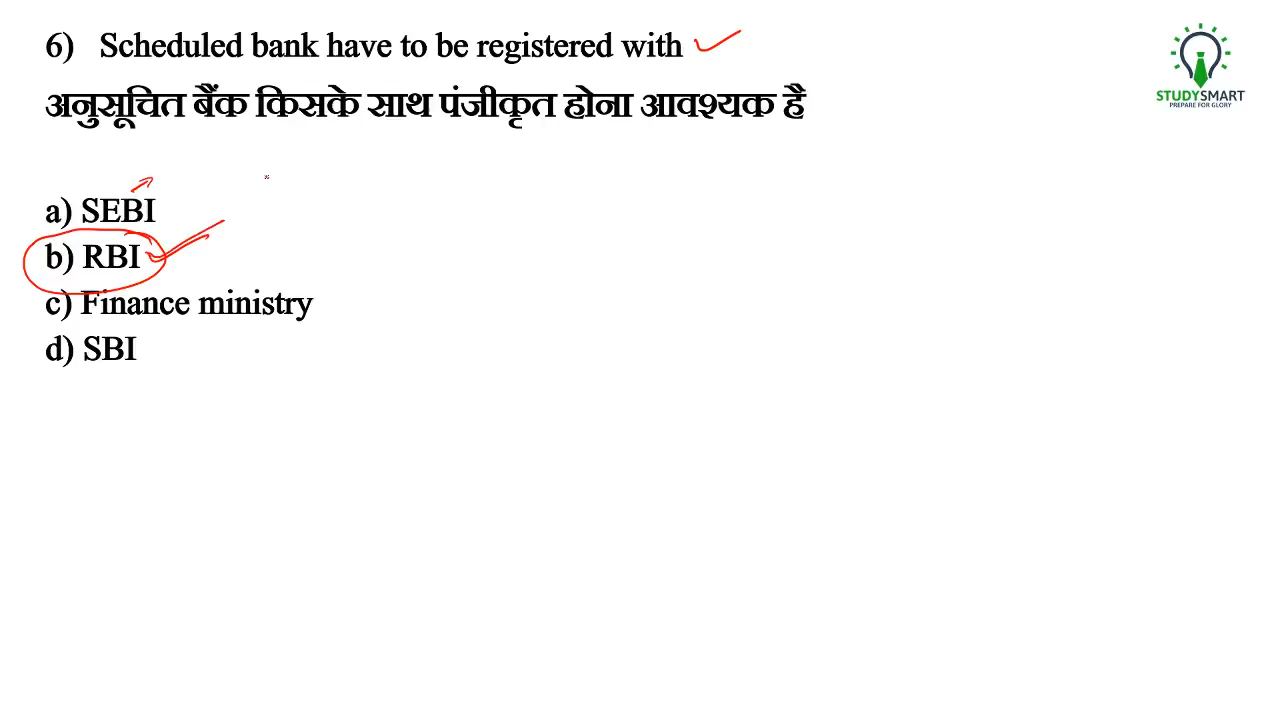 6) Scheduled bank have to be registered with
अनुसूचित बैंक किसके साथ पंजीकृत होना आवश्यक है
a) SEBI
b) RBI
c) Finance ministry
d) SBI
STUDYSMART
PREPARE FOR GLORY